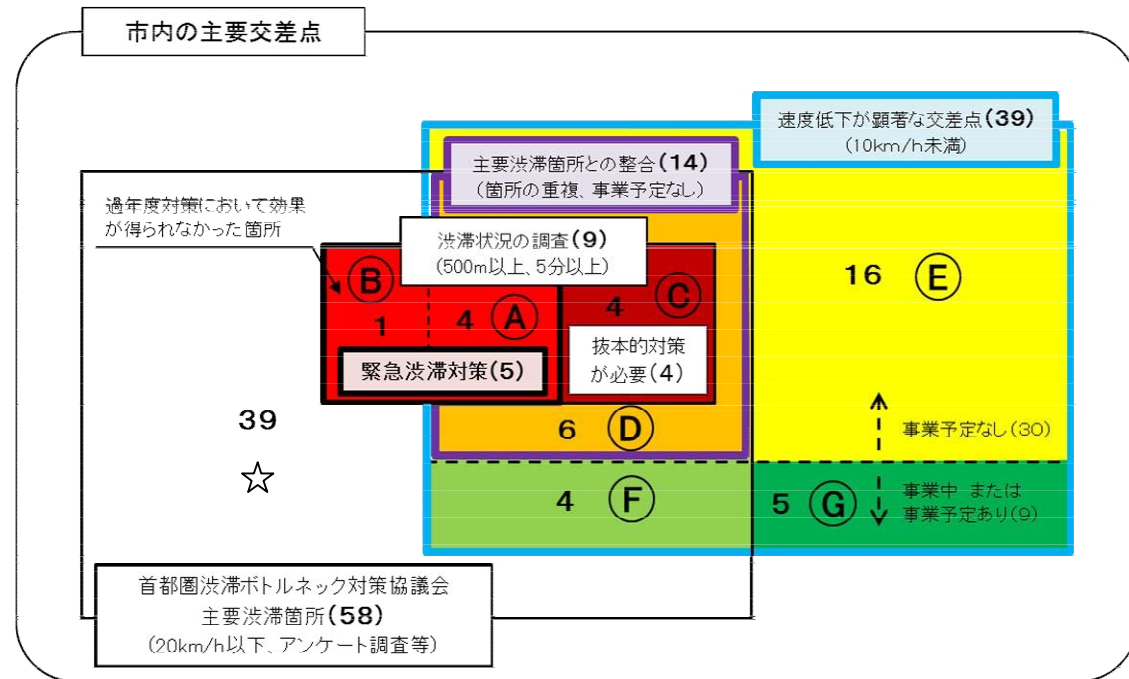 市内の主要交差点
速度低下が顕著な交差点(39)
(10km/h未満)
主要渋滞箇所との整合(14)
(箇所の重複、事業予定なし)
過年度対策において効果
が得られなかった箇所
渋滞状況の調査(9)
(500m以上、5分以上)
B
1
4 A
4 C
16 E
緊急渋滞対策(5)
抜本的対策
が必要(4)
39
☆
6 D
事業予定なし(30)
4 F
5 G
事業中 または
事業予定あり(9)
首都圏渋滞ボトルネック対策協議会
主要渋滞箇所(58)
(20km/h以下、アンケート調査等)